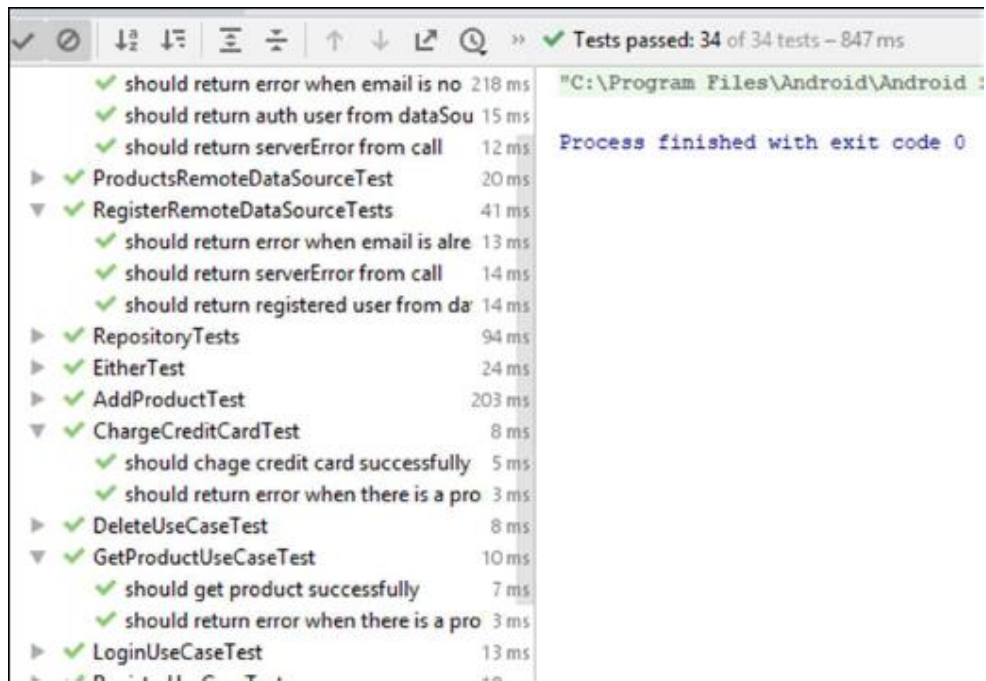 Tests passed: 34 of 34 tests – 847 ms
should return error when email is no 218 ms
should return auth user from dataSou 15 ms
should return serverError from call 12 ms
ProductsRemoteDataSourceTest 20 ms
RegisterRemoteDataSourceTests 41 ms
should return error when email is alre 13 ms
should return serverError from call 14 ms
should return registered user from da 14 ms
RepositoryTests 94 ms
EitherTest 24 ms
AddProductTest 203 ms
ChargeCreditCardTest 8 ms
should chage credit card successfully 5 ms
should return error when there is a pro 3 ms
DeleteUseCaseTest 8 ms
GetProductUseCaseTest 10 ms
should get product successfully 7 ms
should return error when there is a pro 3 ms
LoginUseCaseTest 13 ms
"C:\Program Files\Android\Android
Process finished with exit code 0